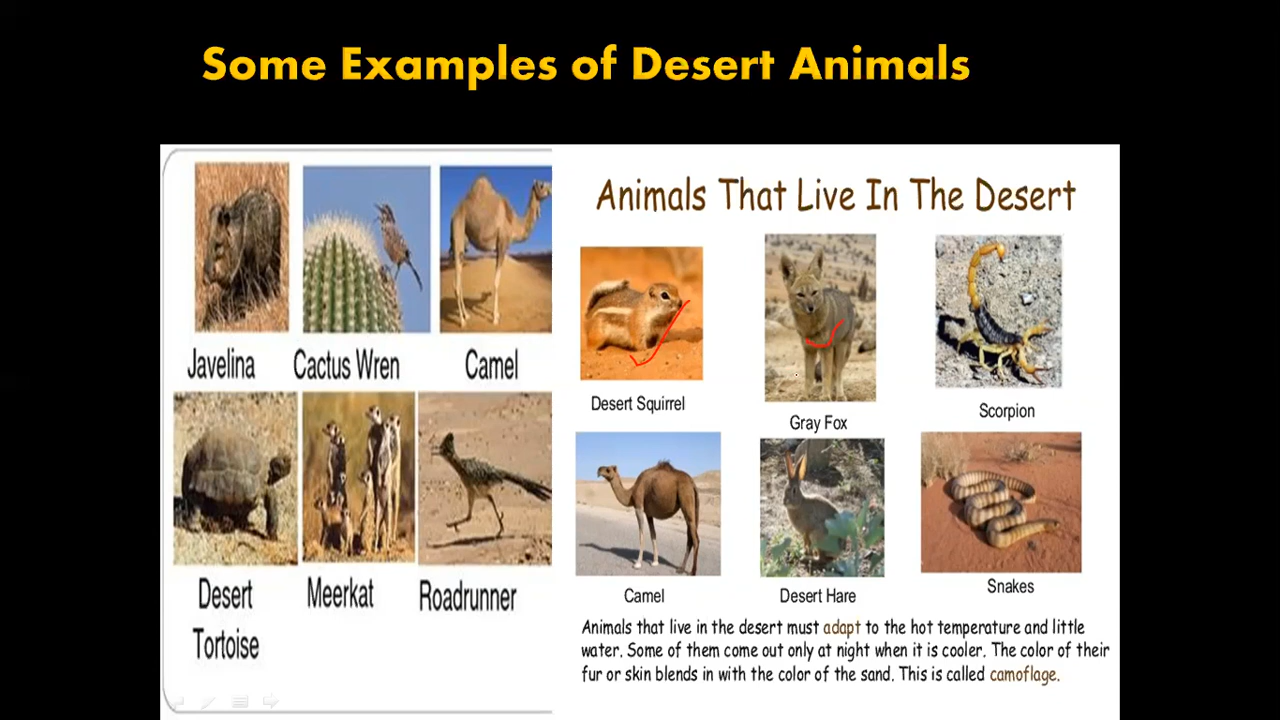 Some Examples of Desert Animals
Javelina
Cactus Wren
Camel
Desert
Tortoise
Meerkat
Roadrunner
Animals That Live In The Desert
Desert Squirrel
Gray Fox
Scorpion
Camel
Desert Hare
Snakes
Animals that live in the desert must adapt to the hot temperature and little
water. Some of them come out only at night when it is cooler. The color of their
fur or skin blends in with the color of the sand. This is called camoflage.